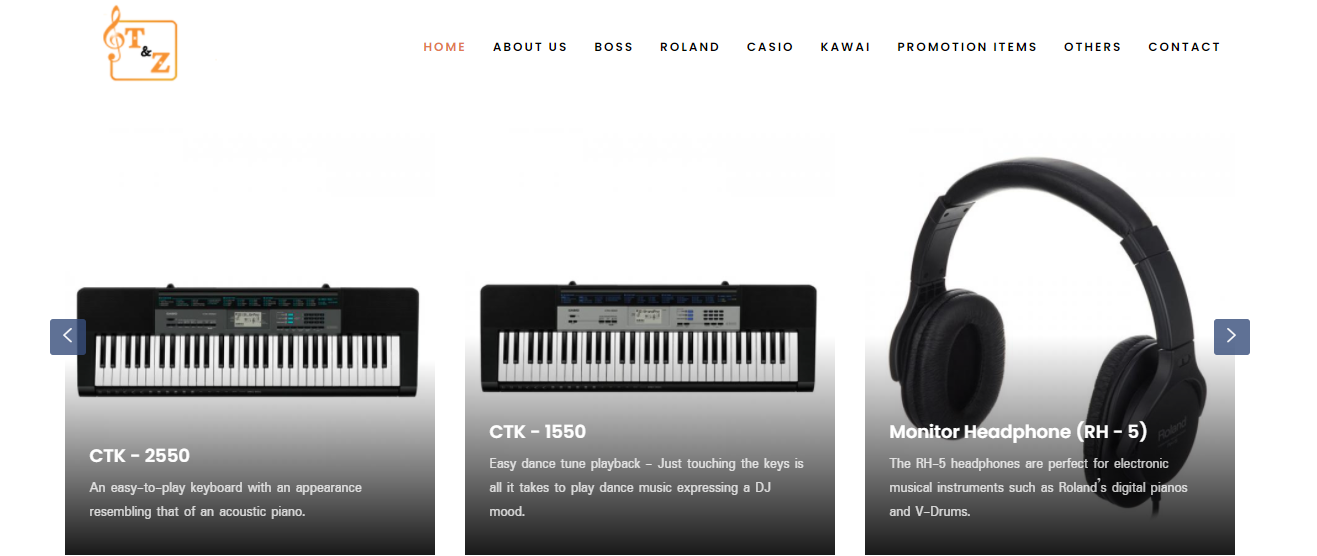 T
&
Z
HOME ABOUT US BOSS ROLAND CASIO KAWAI PROMOTION ITEMS OTHERS CONTACT
CTK - 2550
An easy-to-play keyboard with an appearance
resembling that of an acoustic piano.
CTK - 1550
Easy dance tune playback - Just touching the keys is
all it takes to play dance music expressing a DJ
mood.
Roland
Monitor Headphone (RH - 5)
The RH-5 headphones are perfect for electronic
musical instruments such as Roland's digital pianos
and V-Drums.